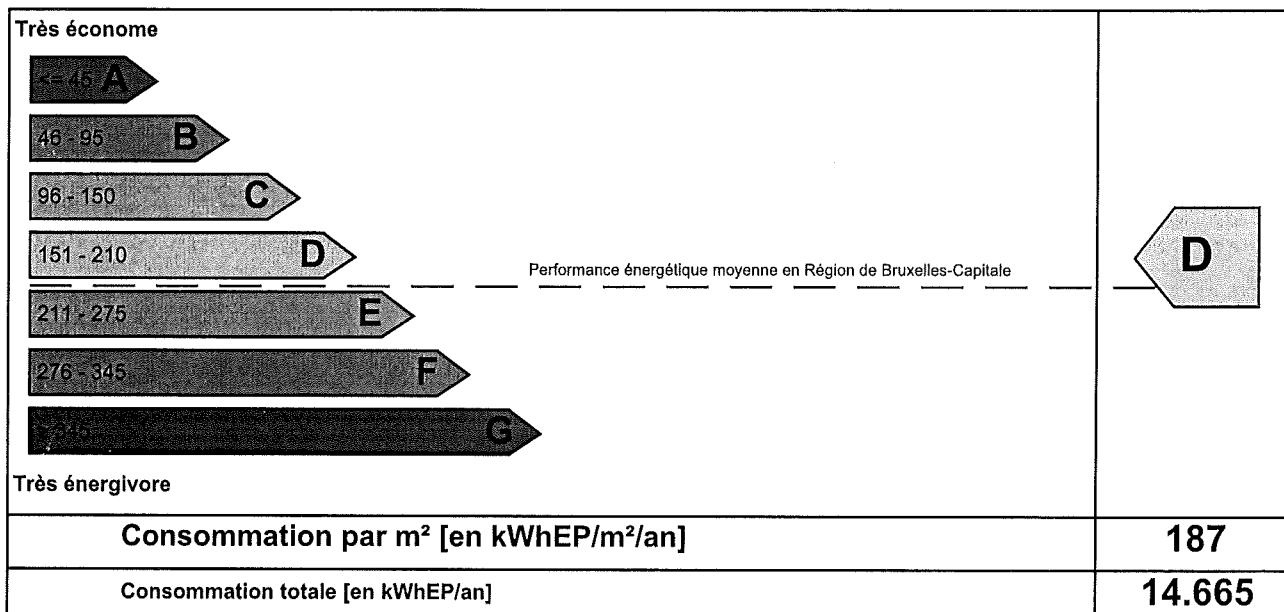 Très économe
<= 45 A
46 - 95 B
96 - 150 C
151 - 210 D
Performance énergétique moyenne en Région de Bruxelles-Capitale
D
211 - 275 E
276 - 345 F
> 345 G
Très énergivore
Consommation par m² [en kWhEP/m²/an] 187
Consommation totale [en kWhEP/an] 14.665